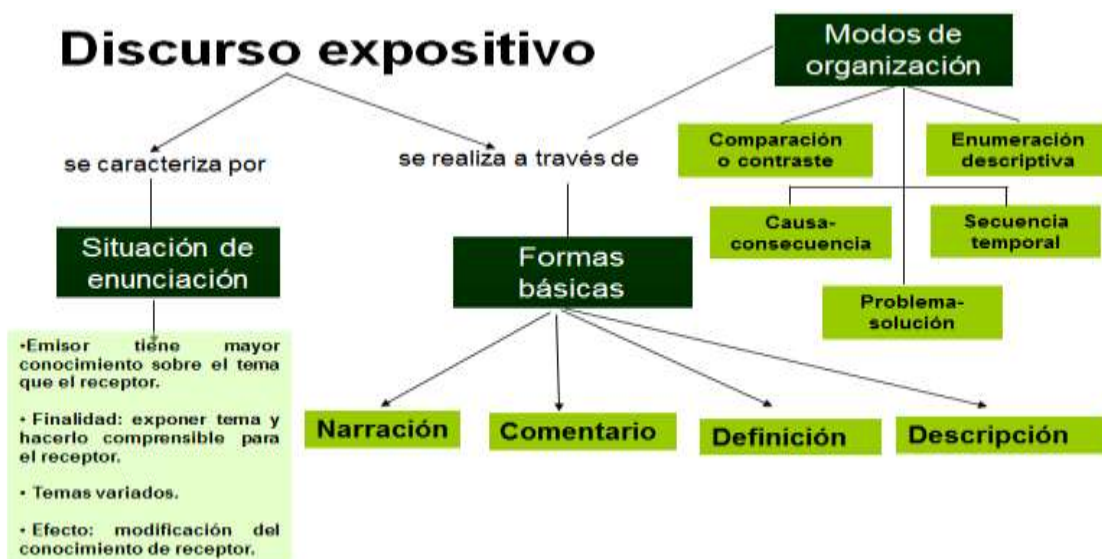 Discurso expositivo
Modos de
organización
Comparación
o contraste
Enumeración
descriptiva
se caracteriza por
se realiza a través de
Causa-
consecuencia
Secuencia
temporal
Situación de
enunciación
Formas
básicas
Problema-
solución
•Emisor tiene mayor
conocimiento sobre el tema
que el receptor.
• Finalidad: exponer tema y
hacerlo comprensible para
el receptor.
• Temas variados.
• Efecto: modificación del
conocimiento de receptor.
Narración
Comentario
Definición
Descripción